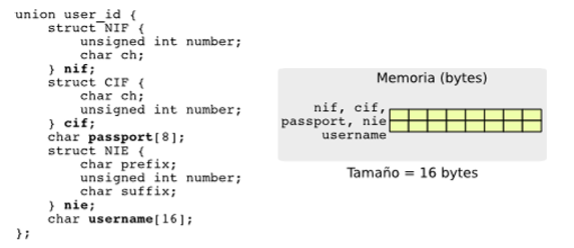 union user_id {
    struct NIF {
        unsigned int number;
        char ch;
    } nif;
    struct CIF {
        char ch;
        unsigned int number;
    } cif;
    char passport[8];
    struct NIE {
        char prefix;
        unsigned int number;
        char suffix;
    } nie;
    char username[16];
};
Memoria (bytes)
nif, cif,
passport, nie
username
Tamaño = 16 bytes